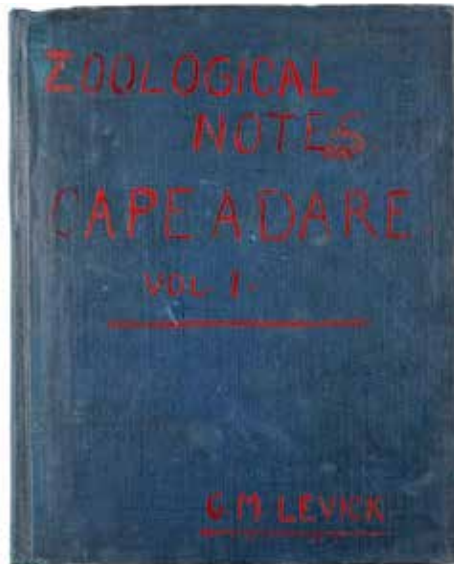 ZOOLOGICAL
NOTES.
CAPE ADARE
VOL I.
G. M. LEVICK